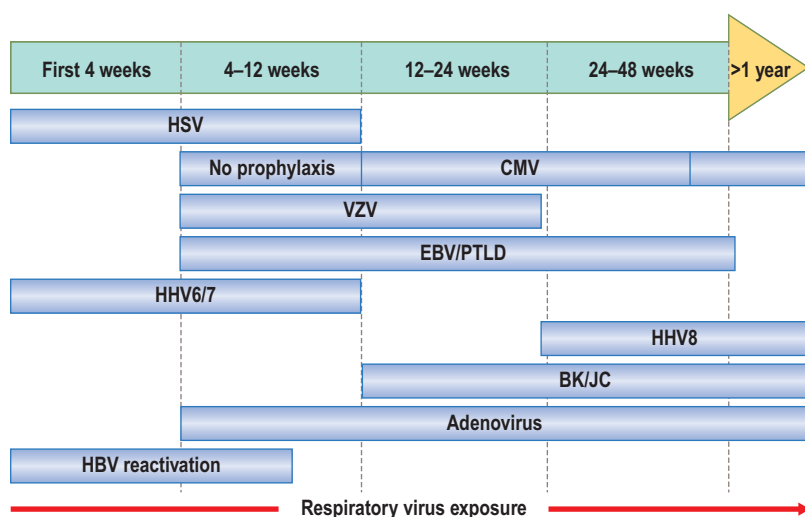 First 4 weeks 4–12 weeks 12–24 weeks 24–48 weeks >1 year
HSV
No prophylaxis CMV
VZV
EBV/PTLD
HHV6/7
HHV8
BK/JC
Adenovirus
HBV reactivation
Respiratory virus exposure